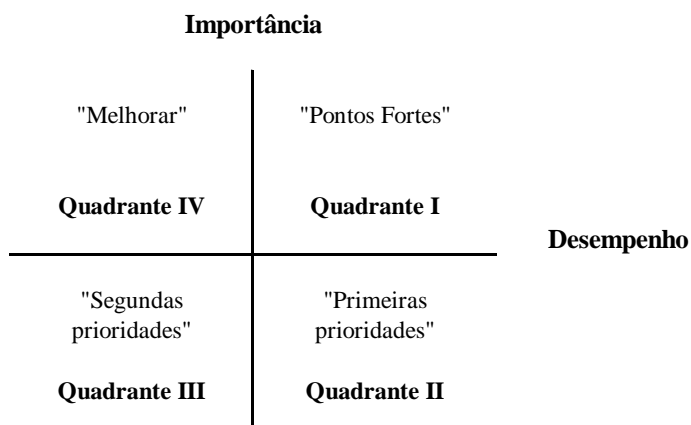 Importância
"Melhorar"
"Pontos Fortes"
Quadrante IV
Quadrante I
Desempenho
"Segundas
prioridades"
"Primeiras
prioridades"
Quadrante III
Quadrante II